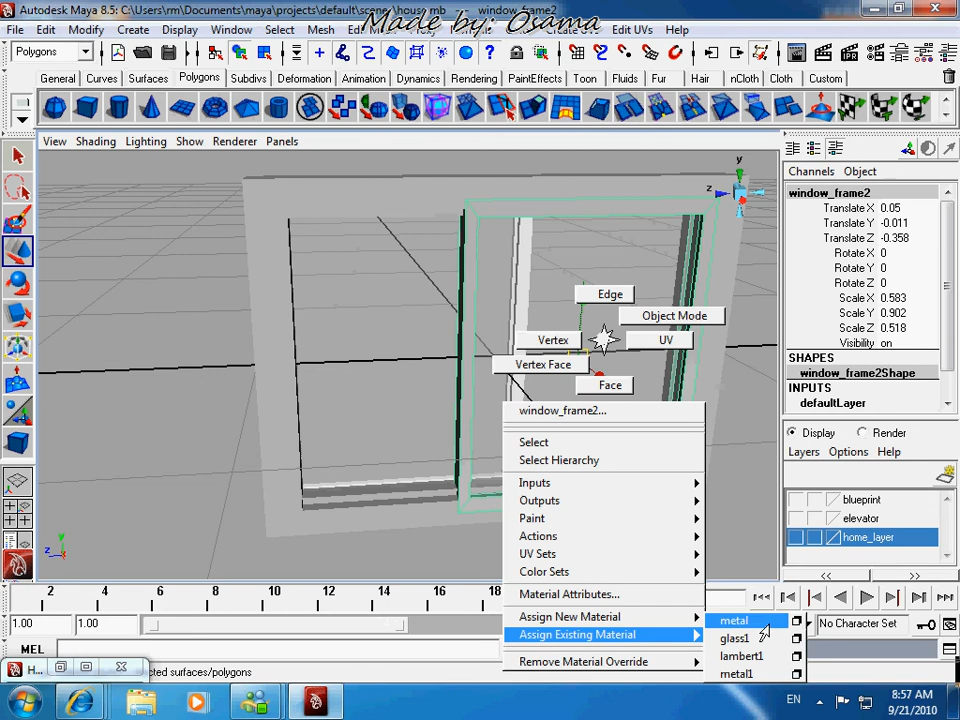 Autodesk Maya 8.5: C:\Users\rm\Documents\maya\projects\default\scene
house.mb
window_frame2
Made by: Osama
File Edit Modify Create Display Window Select Mesh Edit UVs Help
Polygons
General Curves Surfaces Polygons Subdivs Deformation Animation Dynamics Rendering PaintEffects Toon Fluids Fur Hair nCloth Cloth Custom
View Shading Lighting Show Renderer Panels
Channels Object
window_frame2
Translate X 0.05
Translate Y -0.011
Translate Z -0.358
Rotate X 0
Rotate Y 0
Rotate Z 0
Scale X 0.583
Scale Y 0.902
Scale Z 0.518
Visibility on
SHAPES
window_frame2Shape
INPUTS
defaultLayer
Display Render
Layers Options Help
blueprint
elevator
home_layer
<< >>
y
z
Edge
Object Mode
Vertex
UV
Vertex Face
Face
window_frame2...
Select
Select Hierarchy
Inputs
Outputs
Paint
Actions
UV Sets
Color Sets
Material Attributes...
Assign New Material
Assign Existing Material
Remove Material Override
metal
glass1
lambert1
metal1
y
z
2 4 6 8 10 12 14 16 18
1.00 1.00
No Character Set
MEL
H...
cted surfaces/polygons
EN
8:57 AM
9/21/2010